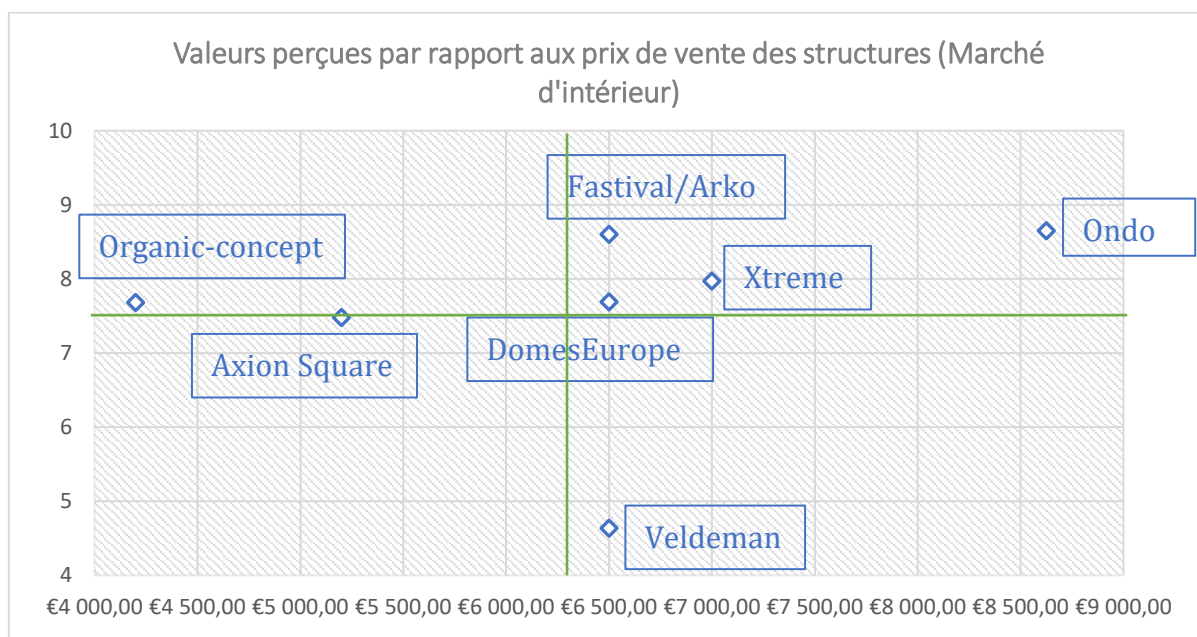 Valeurs perçues par rapport aux prix de vente des structures (Marché
d'intérieur)
10
9
8
7
6
5
4
Fastival/Arko
Ondo
Organic-concept
Xtreme
DomesEurope
Axion Square
Veldeman
€4 000,00 €4 500,00 €5 000,00 €5 500,00 €6 000,00 €6 500,00 €7 000,00 €7 500,00 €8 000,00 €8 500,00 €9 000,00